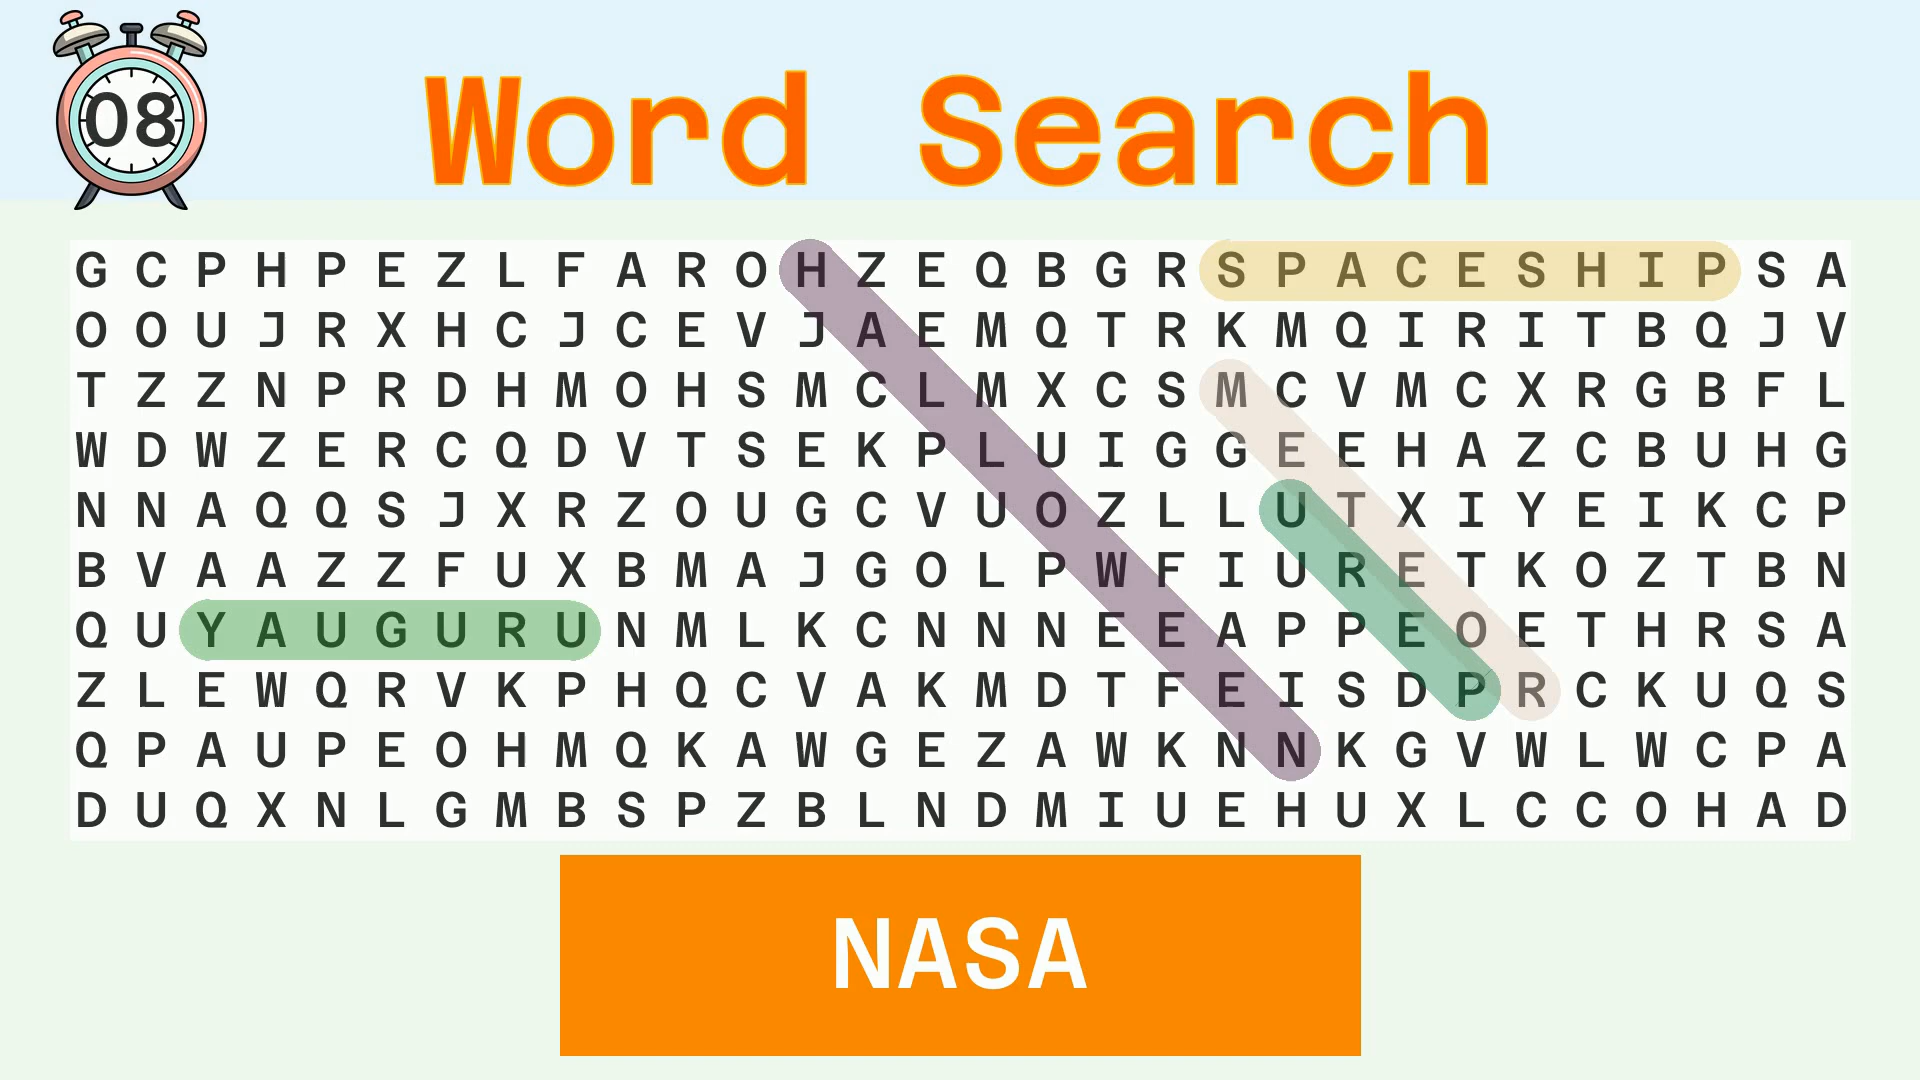 08
Word Search
G C P H P E Z L F A R O H Z E Q B G R S P A C E S H I P S A
O O U J R X H C J C E V J A E M Q T R K M Q I R I T B Q J V
T Z Z N P R D H M O H S M C L M X C S M C V M C X R G B F L
W D W Z E R C Q D V T S E K P L U I G G E E H A Z C B U H G
N N A Q Q S J X R Z O U G C V U O Z L L U T X I Y E I K C P
B V A A Z Z F U X B M A J G O L P W F I U R E T K O Z T B N
Q U Y A U G U R U N M L K C N N N E E A P P E O E T H R S A
Z L E W Q R V K P H Q C V A K M D T F E I S D P R C K U Q S
Q P A U P E O H M Q K A W G E Z A W K N N K G V W L W C P A
D U Q X N L G M B S P Z B L N D M I U E H U X L C C O H A D
NASA